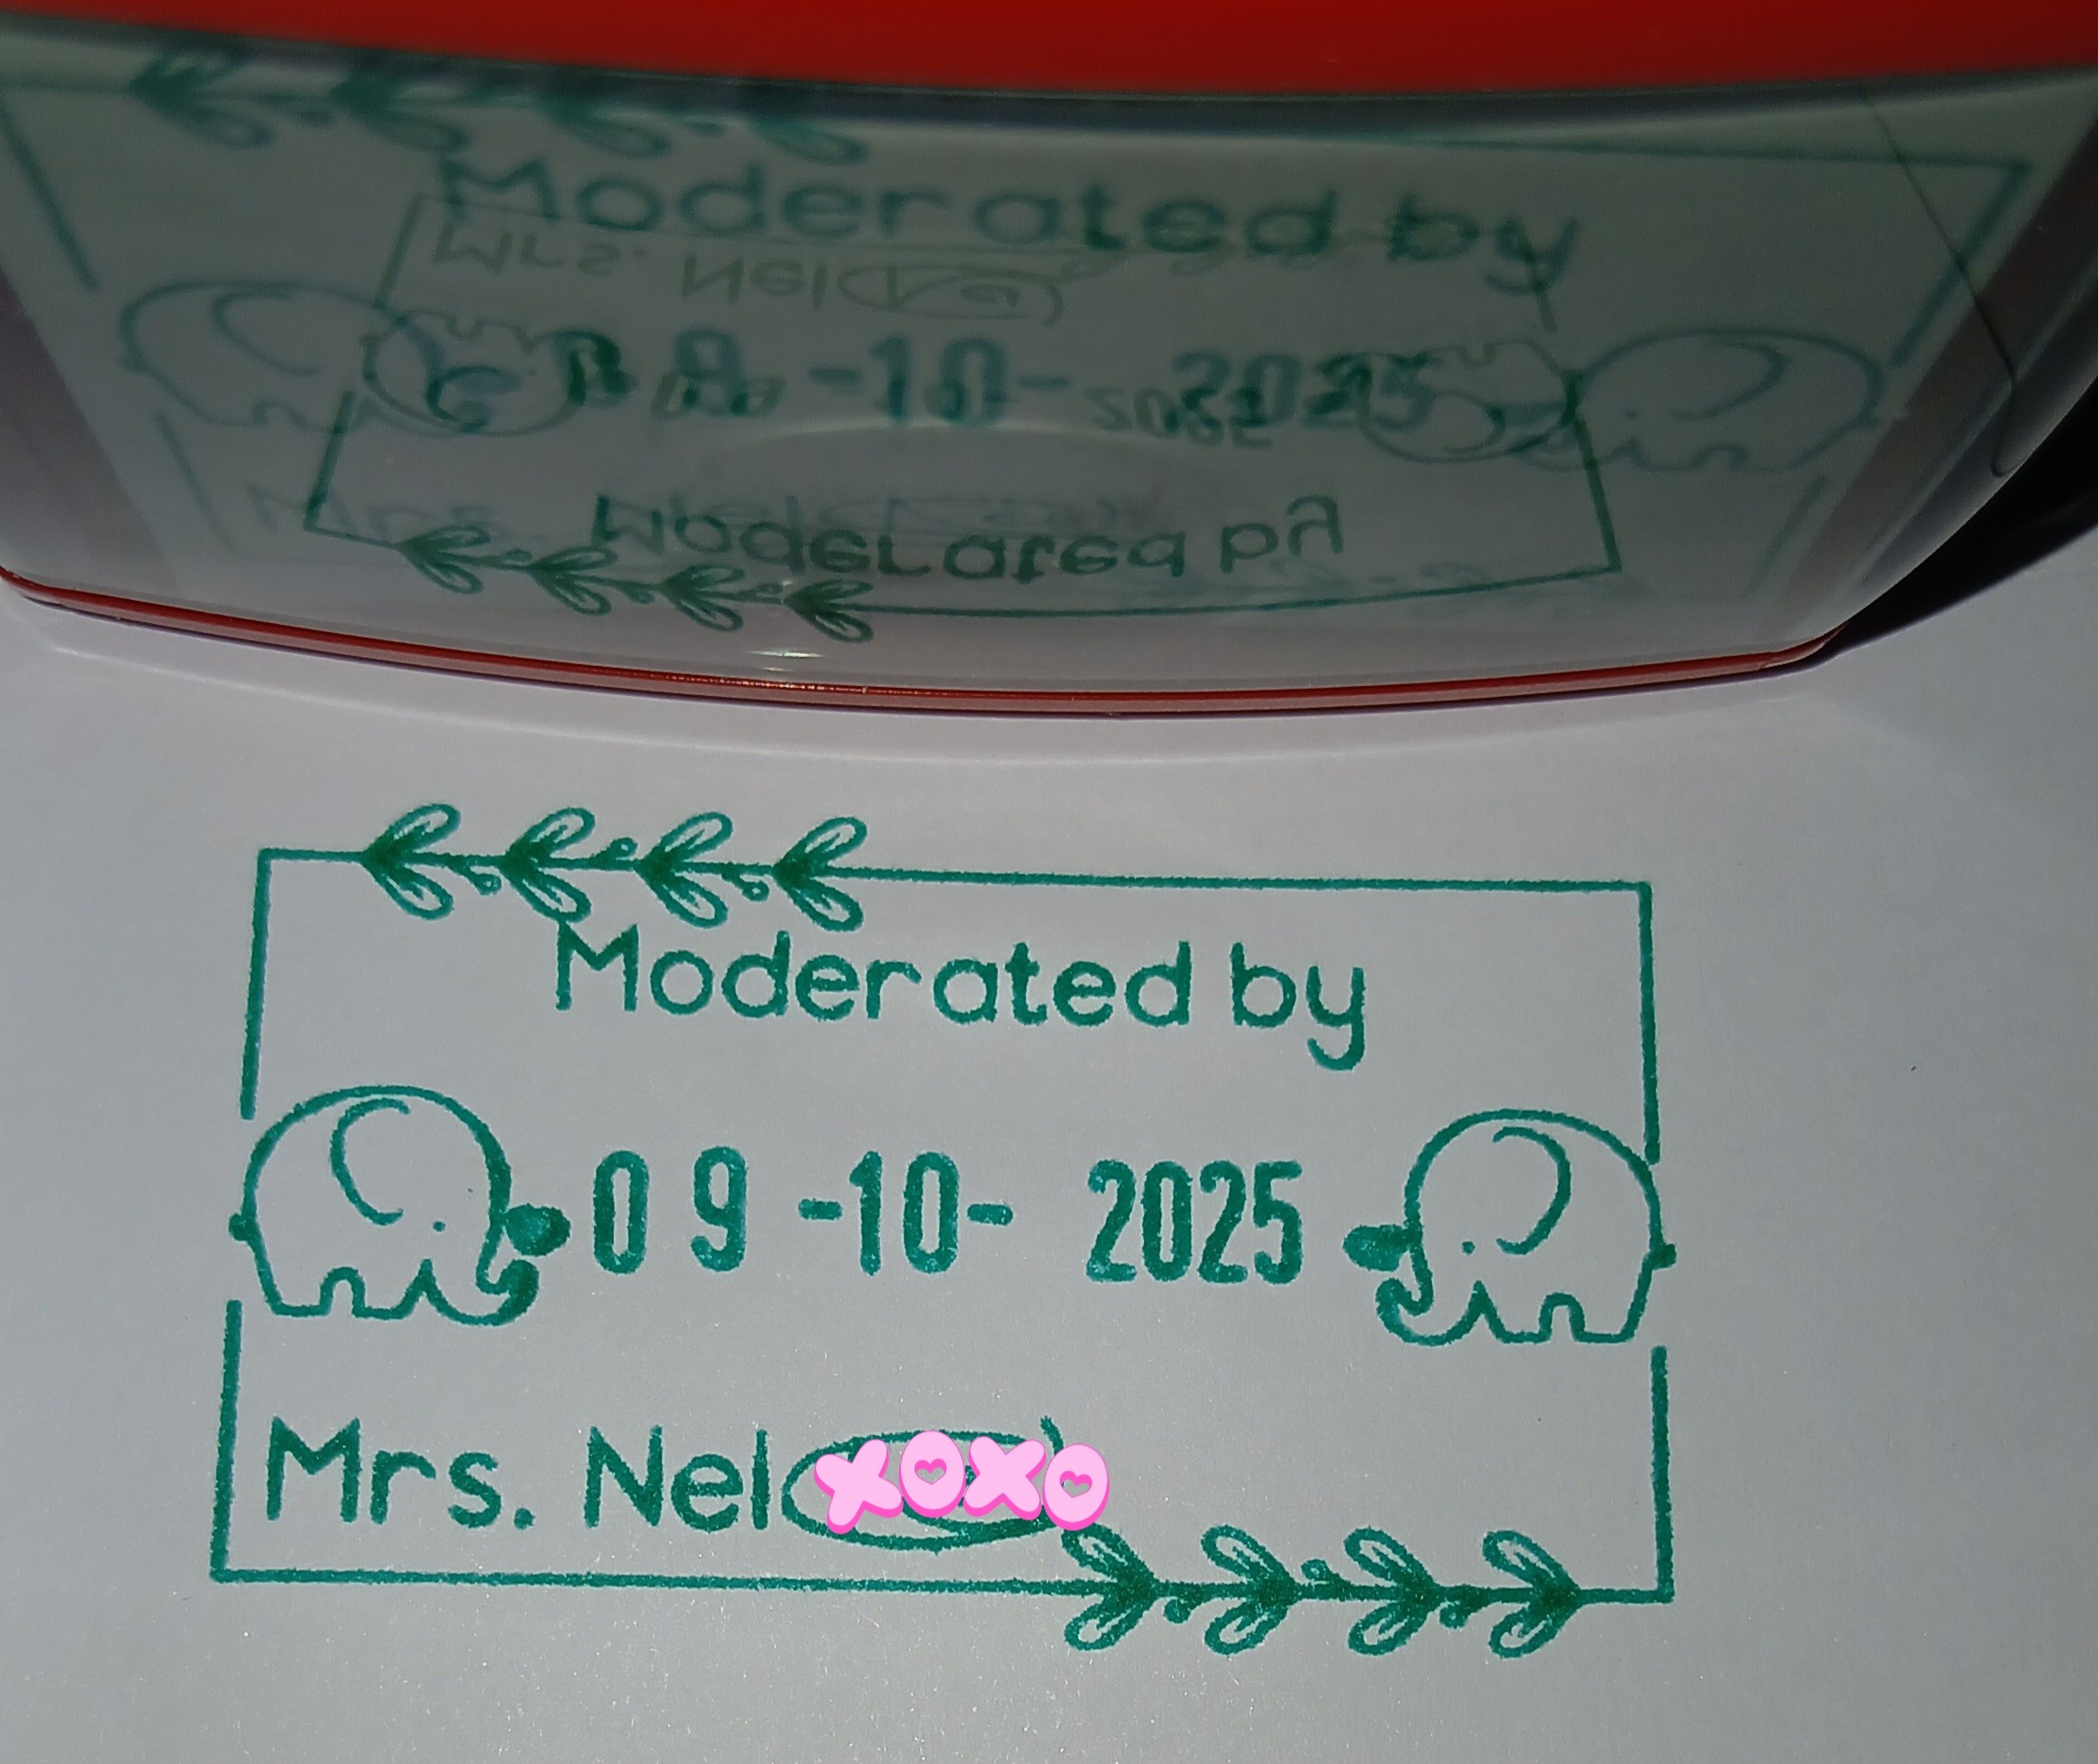 Moderated by
09-10-2025
Mrs. Nel
xoxo